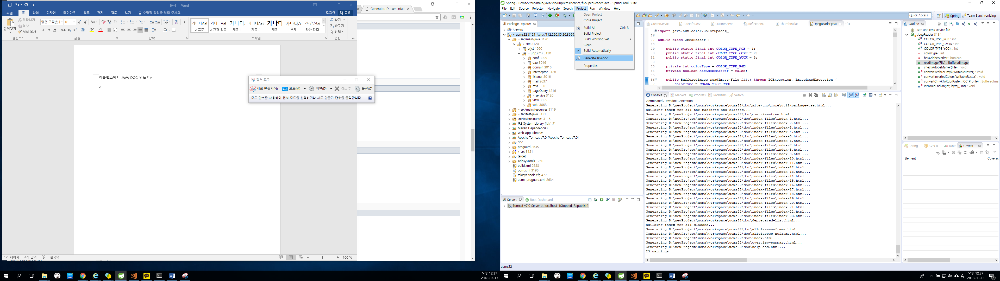 문서1 - Word
파일 홈 삽입 디자인 레이아웃 참조 편지 검토 보기 수행할 작업을 알려 주세요. 로그인 공유
붙여넣기
잘라내기
복사
서식 복사
클립보드
맑은 고딕(본문 10
글꼴
단락
가나다AaB
표준
가나다AaB
간격 없음
가나다,
제목 1
가나다AaB
제목 2
가나디
제목
가나다A
부제
가나다AaE
약한 강조
스타일
찾기
바꾸기
선택
편집
이클립스에서 JAVA DOC 만들기
1/1 페이지 4개 단어 한국어
100 %
Generated Documentati
캡처 도구
새로 만들기(N) 모드(M) 지연(D) 취소(C) 옵션(O)
모드 단추를 사용하여 캡처 모드를 선택하거나 새로 만들기 단추를 클릭합니다.
오후 12:37
2018-03-13
Spring - ucms22/src/main/java/site/unp/cms/service/file/JpegReader.java - Spring Tool Suite
File Edit Source Refactor Navigate Search Project Run Window Help
Quick Access Spring Team Synchronizing
Open Project
Close Project
Build All Ctrl+B
Build Project
Build Working Set
Clean...
Build Automatically
Generate Javadoc...
Properties
Package Explorer
Servers
> ucms22 3121 [svn://112.220.85.26:3699
> src/main/java 3120
> site 3120
prjct 1960
> unp.cms 3120
conf 3099
dao 3016
domain 3016
interceptor 3128
listener 3016
mail 2637
mvr 1110
pageQuery 1216
> service 3120
view 3055
web 3068
> src/main/resources 3119
> src/test/java 3121
src/test/resources 3116
JRE System Library [jdk1.7]
Maven Dependencies
Web App Libraries
Apache Tomcat v7.0 [Apache Tomcat v7.0]
doc
proguard 2635
> src 3121
target
TelosysTools 1250
build.xml 2633
pom.xml 3196
telosys-tools.cfg 477
ucms-proguard.xml 2634
Servers Boot Dashboard
Tomcat v7.0 Server at localhost [Stopped, Republish]
ucms22
QustnrServic... SiteInfoServ... QustnrServic... ReflectionU... Thumbnailat... JpegReader.java
3 import java.awt.color.ColorSpace;
26
27 public class JpegReader {
28
29 public static final int COLOR_TYPE_RGB = 1;
30 public static final int COLOR_TYPE_CMYK = 2;
31 public static final int COLOR_TYPE_YCCK = 3;
32
33 private int colorType = COLOR_TYPE_RGB;
34 private boolean hasAdobeMarker = false;
35
36 public BufferedImage readImage(File file) throws IOException, ImageReadException {
37 colorType = COLOR_TYPE_RGB;
Console Markers Progress Problems Search
<terminated> Javadoc Generation
Generating D:\newProject\ucms\workspace\ucms22\doc\site\unp\core\util\package-use.html...
Building index for all the packages and classes...
Generating D:\newProject\ucms\workspace\ucms22\doc\overview-tree.html...
Generating D:\newProject\ucms\workspace\ucms22\doc\index-files\index-1.html...
Generating D:\newProject\ucms\workspace\ucms22\doc\index-files\index-2.html...
Generating D:\newProject\ucms\workspace\ucms22\doc\index-files\index-3.html...
Generating D:\newProject\ucms\workspace\ucms22\doc\index-files\index-4.html...
Generating D:\newProject\ucms\workspace\ucms22\doc\index-files\index-5.html...
Generating D:\newProject\ucms\workspace\ucms22\doc\index-files\index-6.html...
Generating D:\newProject\ucms\workspace\ucms22\doc\index-files\index-7.html...
Generating D:\newProject\ucms\workspace\ucms22\doc\index-files\index-8.html...
Generating D:\newProject\ucms\workspace\ucms22\doc\index-files\index-9.html...
Generating D:\newProject\ucms\workspace\ucms22\doc\index-files\index-10.html...
Generating D:\newProject\ucms\workspace\ucms22\doc\index-files\index-11.html...
Generating D:\newProject\ucms\workspace\ucms22\doc\index-files\index-12.html...
Generating D:\newProject\ucms\workspace\ucms22\doc\index-files\index-13.html...
Generating D:\newProject\ucms\workspace\ucms22\doc\index-files\index-14.html...
Generating D:\newProject\ucms\workspace\ucms22\doc\index-files\index-15.html...
Generating D:\newProject\ucms\workspace\ucms22\doc\index-files\index-16.html...
Generating D:\newProject\ucms\workspace\ucms22\doc\index-files\index-17.html...
Generating D:\newProject\ucms\workspace\ucms22\doc\index-files\index-18.html...
Generating D:\newProject\ucms\workspace\ucms22\doc\index-files\index-19.html...
Generating D:\newProject\ucms\workspace\ucms22\doc\index-files\index-20.html...
Generating D:\newProject\ucms\workspace\ucms22\doc\index-files\index-21.html...
Generating D:\newProject\ucms\workspace\ucms22\doc\index-files\index-22.html...
Generating D:\newProject\ucms\workspace\ucms22\doc\index-files\index-23.html...
Generating D:\newProject\ucms\workspace\ucms22\doc\deprecated-list.html...
Building index for all classes...
Generating D:\newProject\ucms\workspace\ucms22\doc\allclasses-frame.html...
Generating D:\newProject\ucms\workspace\ucms22\doc\allclasses-noframe.html...
Generating D:\newProject\ucms\workspace\ucms22\doc\index.html...
Generating D:\newProject\ucms\workspace\ucms22\doc\overview-summary.html...
Generating D:\newProject\ucms\workspace\ucms22\doc\help-doc.html...
23 warnings
Outline
site.unp.cms.service.file
JpegReader 3184
COLOR_TYPE_RGB : int
COLOR_TYPE_CMYK : int
COLOR_TYPE_YCCK : int
colorType : int
hasAdobeMarker : boolean
readImage(File) : BufferedImage
checkAdobeMarker(File) : void
convertYcckToCmyk(WritableRaster) : void
convertInvertedColors(WritableRaster) : void
convertCmykToRgb(Raster, ICC_Profile) : BufferedIma
intToBigEndian(int, byte[], int) : void
Spring... SVN R... JUnit Covera...
Element Coverag
오후 12:37
2018-03-13